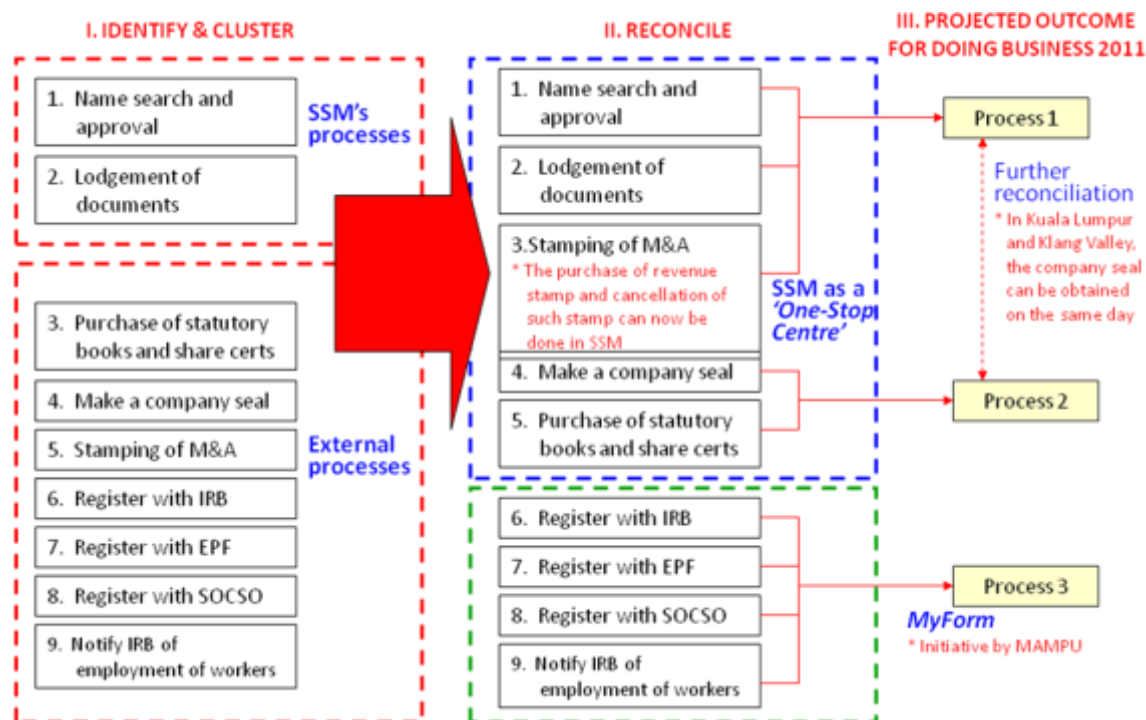 I. IDENTIFY & CLUSTER
1. Name search and
approval
2. Lodgement of
documents
SSM's
processes
3. Purchase of statutory
books and share certs
4. Make a company seal
5. Stamping of M&A
6. Register with IRB
7. Register with EPF
8. Register with SOCSO
9. Notify IRB of
employment of workers
External
processes
II. RECONCILE
1. Name search and
approval
2. Lodgement of
documents
3.Stamping of M&A
* The purchase of revenue
stamp and cancellation of
such stamp can now be
done in SSM
4. Make a company seal
5. Purchase of statutory
books and share certs
SSM as a
'One-Stop
Centre'
6. Register with IRB
7. Register with EPF
8. Register with SOCSO
9. Notify IRB of
employment of workers
III. PROJECTED OUTCOME
FOR DOING BUSINESS 2011
Process 1
Further
reconciliation
* In Kuala Lumpur
and Klang Valley,
the company seal
can be obtained
on the same day
Process 2
Process 3
MyForm
* Initiative by MAMPU